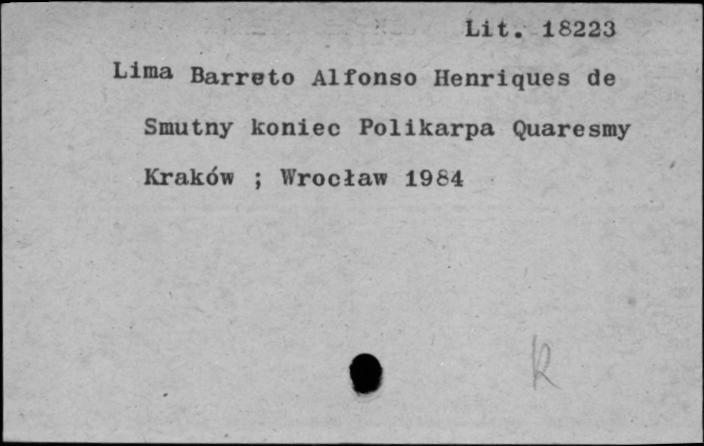 Lit. 18223
Lima Barreto Alfonso Henriques de
Smutny koniec Polikarpa Quaresmy
Kraków ; Wrocław 1984
k